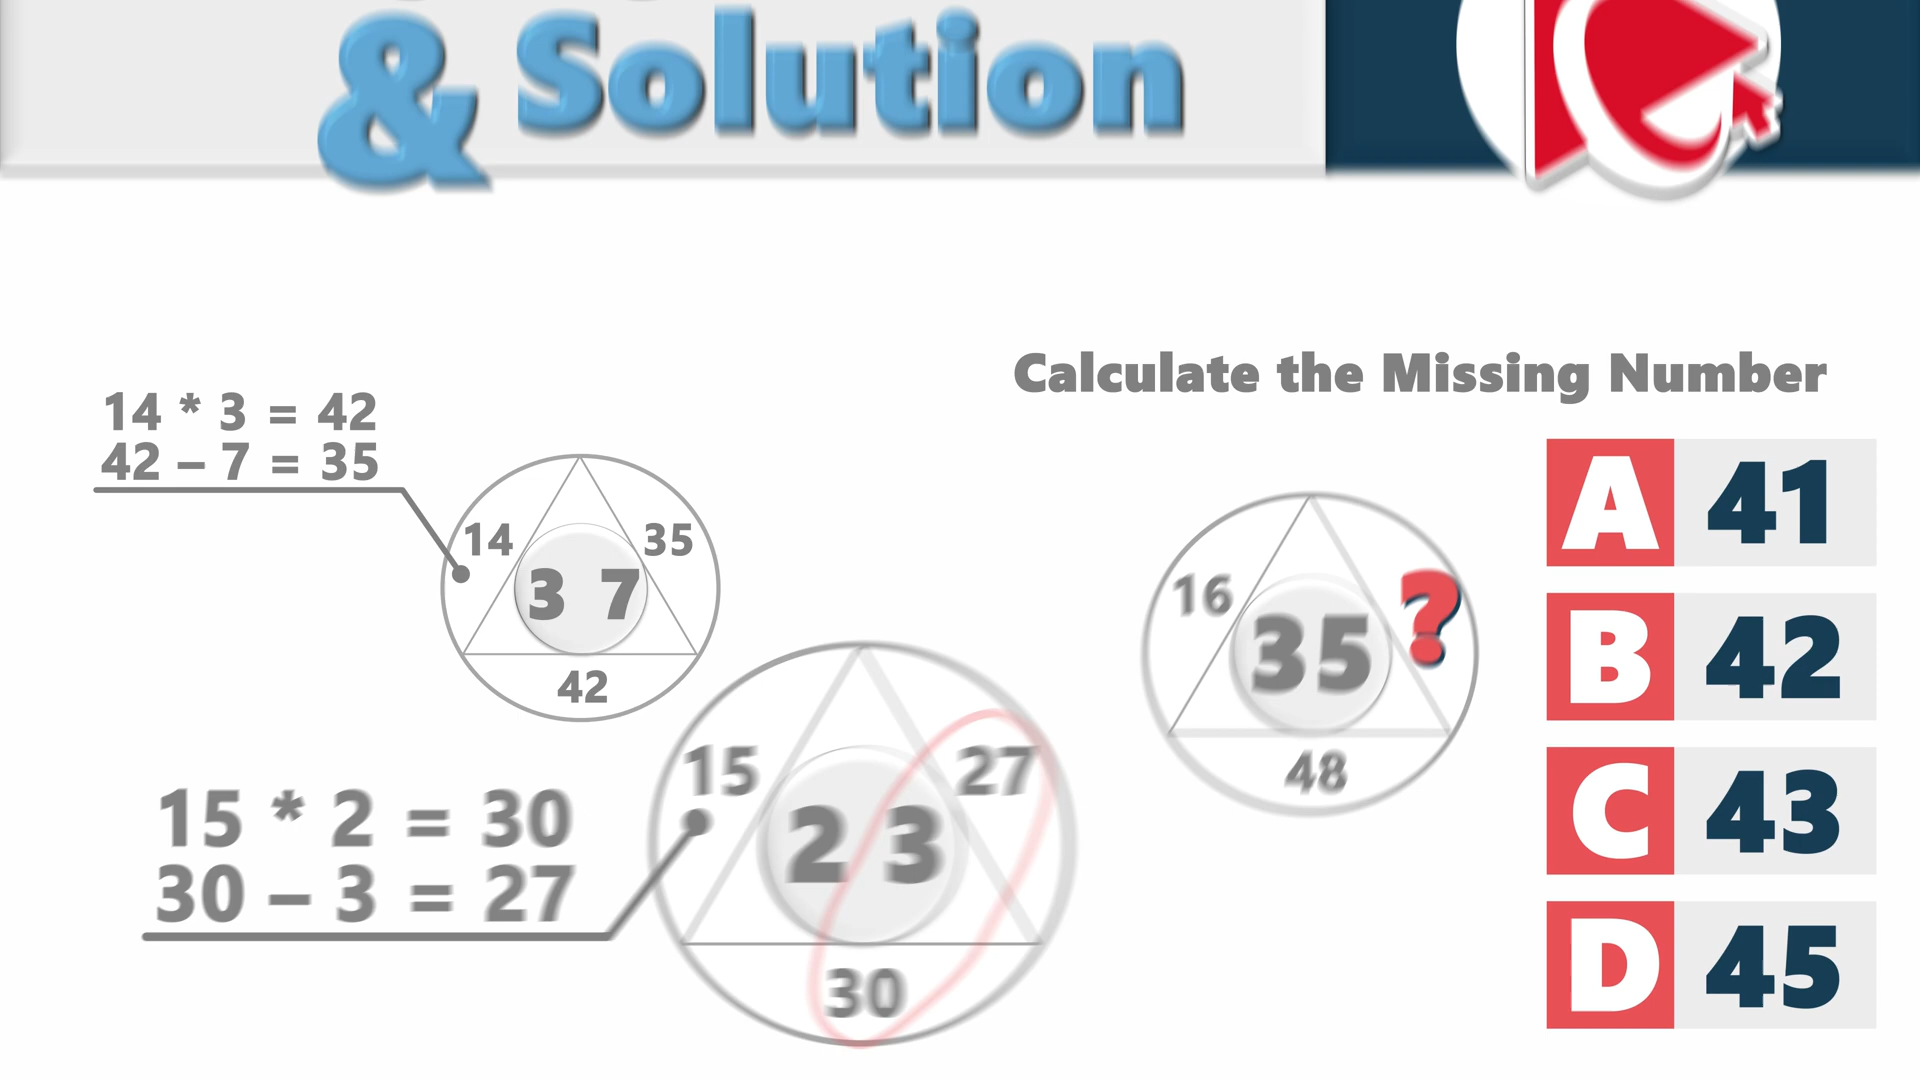 & Solution
Calculate the Missing Number
14 * 3 = 42
42 – 7 = 35
14
35
3 7
42
15 * 2 = 30
30 – 3 = 27
15
27
2 3
30
16
?
35
48
A 41
B 42
C 43
D 45